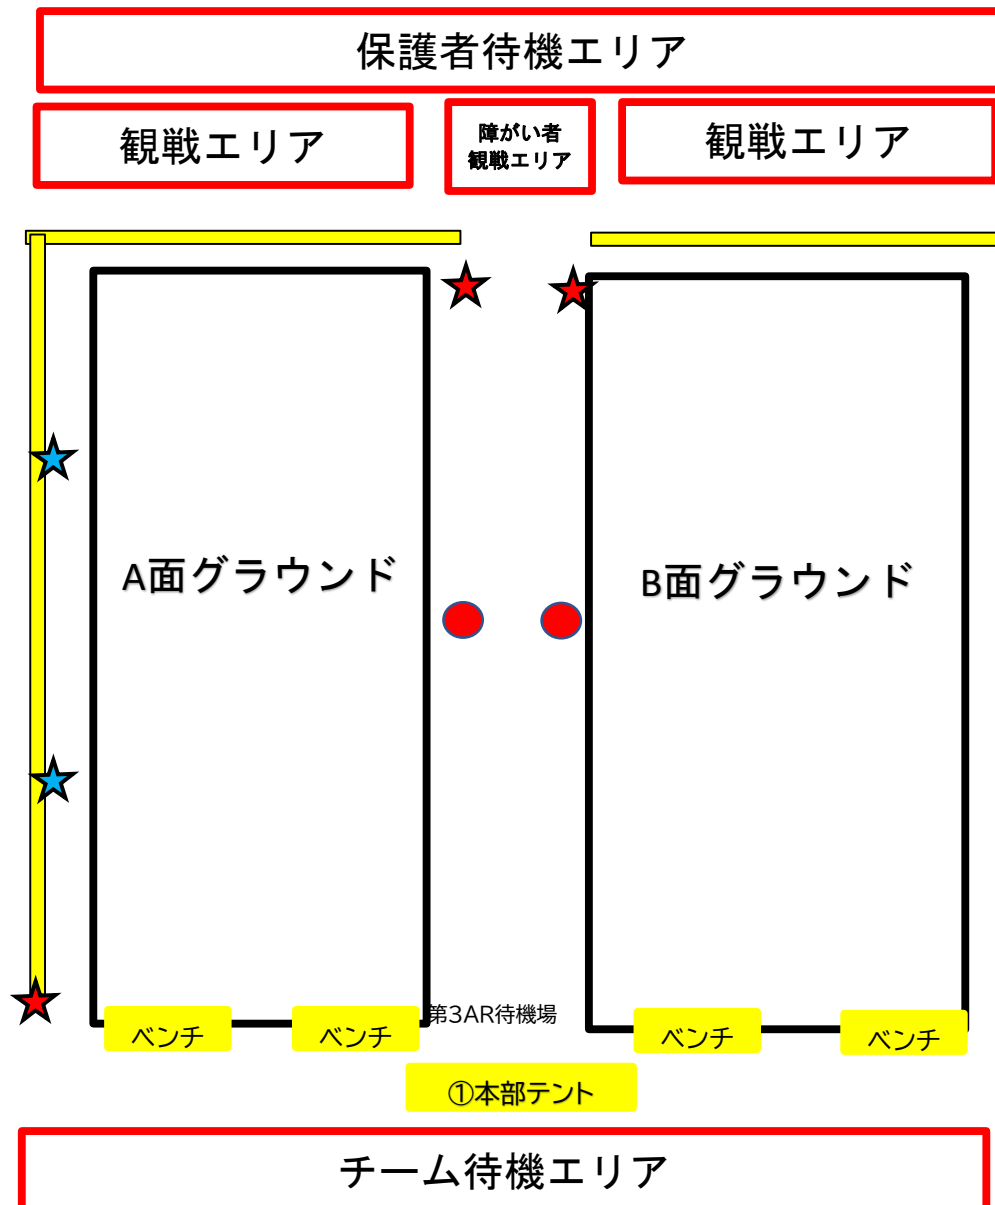 保護者待機エリア
観戦エリア
障がい者
観戦エリア
観戦エリア
A面グラウンド
B面グラウンド
第3AR待機場
ベンチ
ベンチ
ベンチ
ベンチ
①本部テント
チーム待機エリア